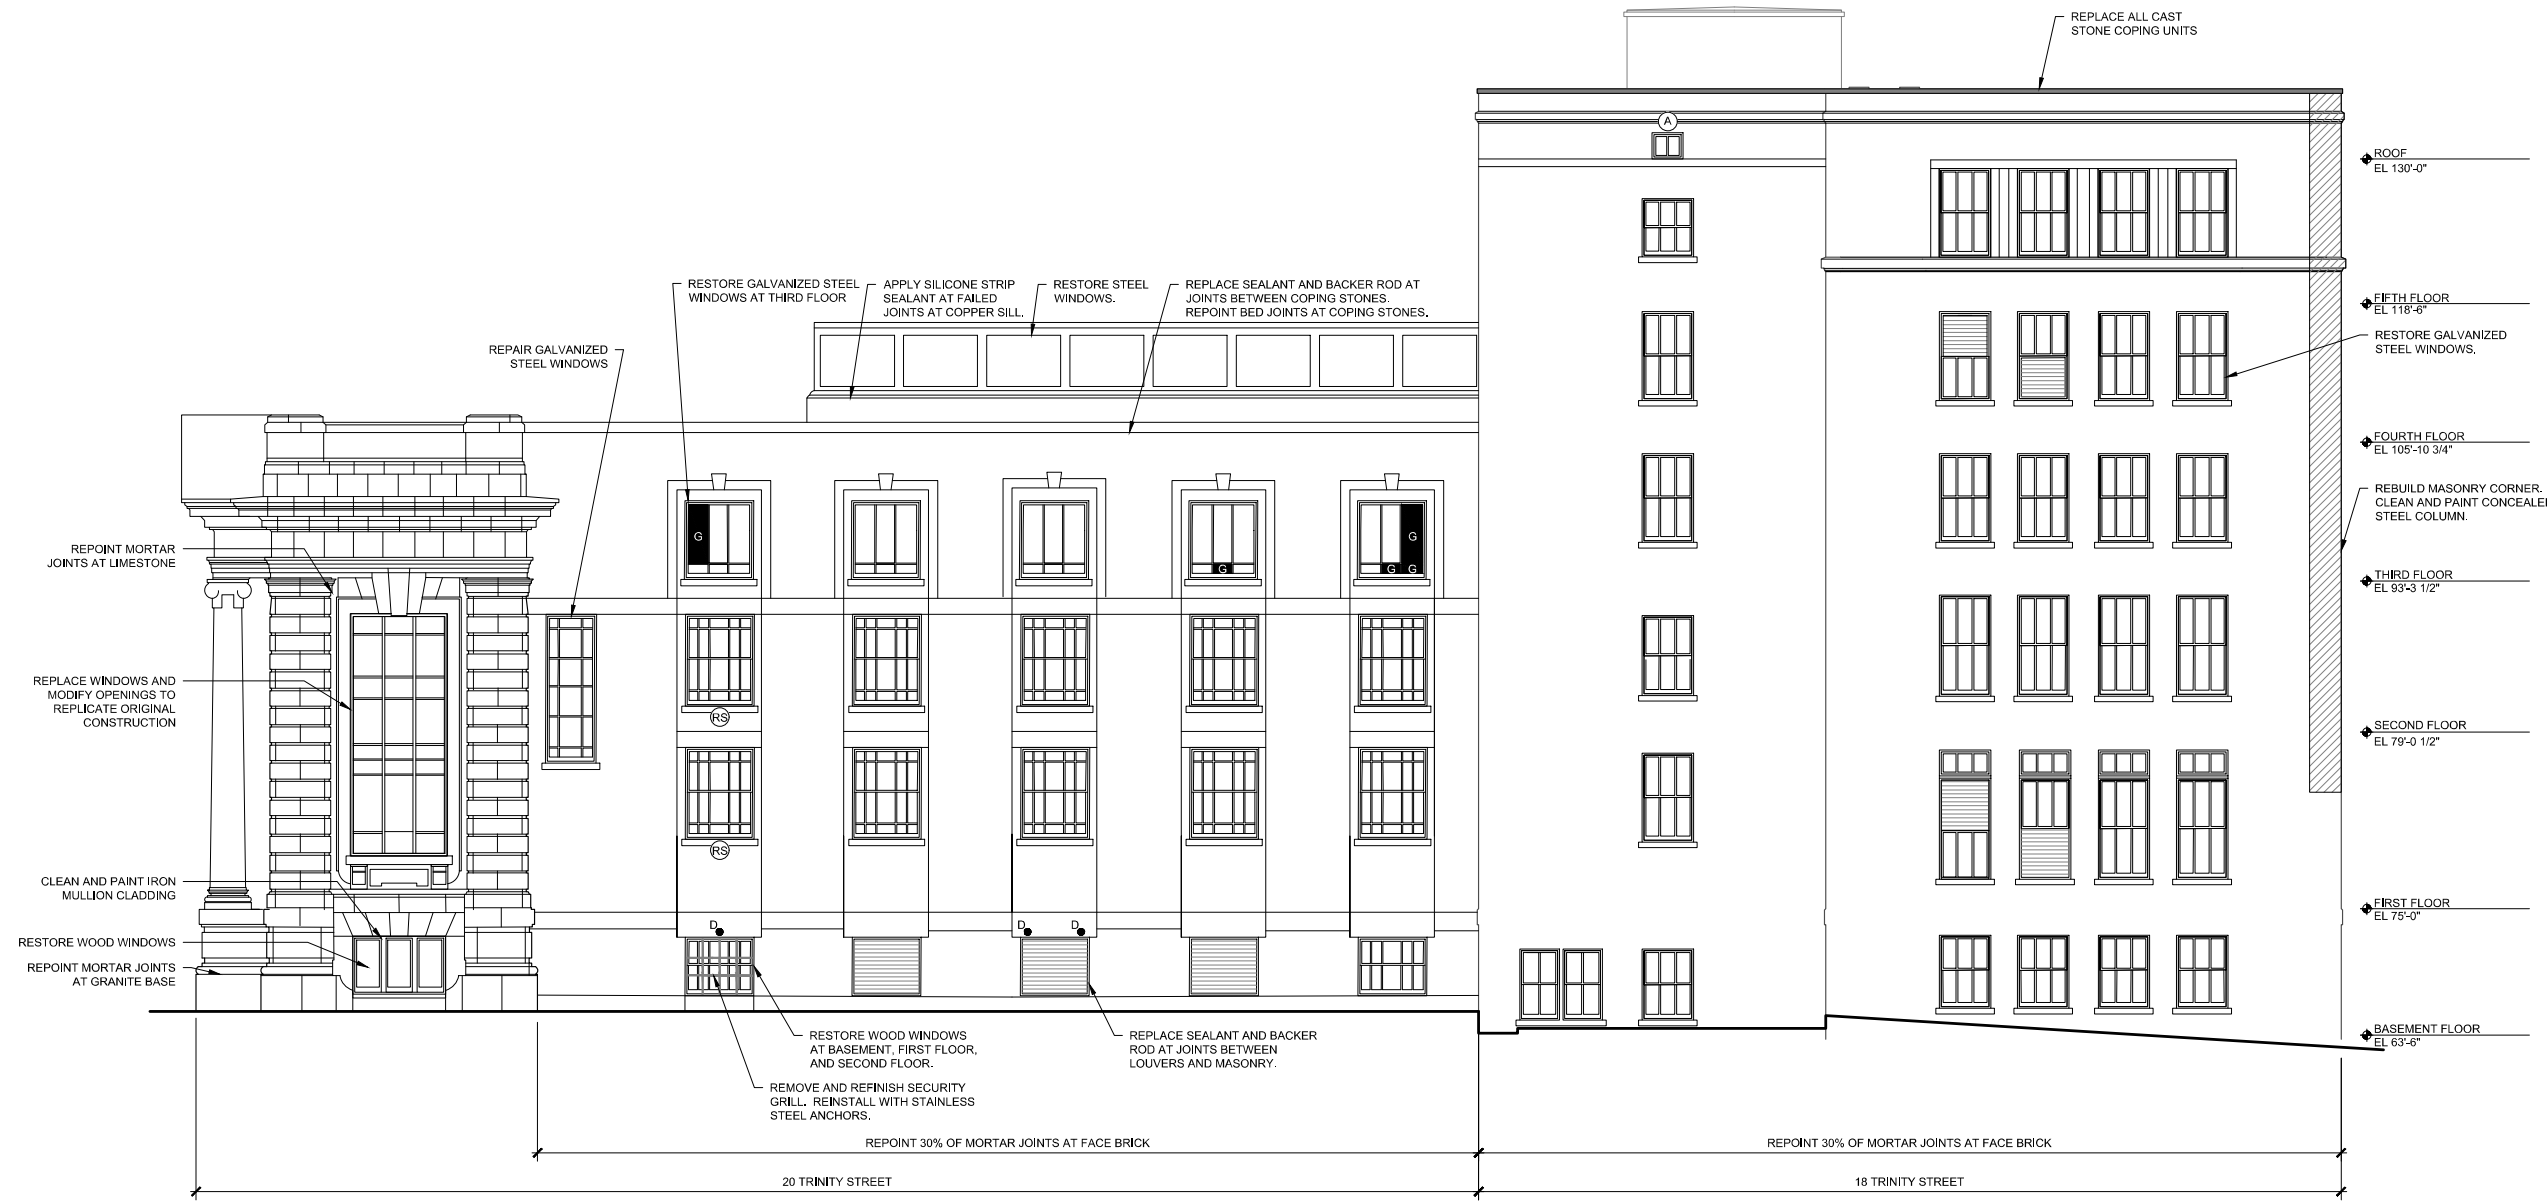 REPLACE ALL CAST
STONE COPING UNITS
A
ROOF
EL 130'-0"
RESTORE GALVANIZED STEEL
WINDOWS AT THIRD FLOOR
APPLY SILICONE STRIP
SEALANT AT FAILED
JOINTS AT COPPER SILL.
RESTORE STEEL
WINDOWS.
REPLACE SEALANT AND BACKER ROD AT
JOINTS BETWEEN COPING STONES.
REPOINT BED JOINTS AT COPING STONES.
FIFTH FLOOR
EL 118'-6"
RESTORE GALVANIZED
STEEL WINDOWS.
REPAIR GALVANIZED
STEEL WINDOWS
FOURTH FLOOR
EL 105'-10 3/4"
REBUILD MASONRY CORNER.
CLEAN AND PAINT CONCEALE
STEEL COLUMN.
G
G
G
G
G
REPOINT MORTAR
JOINTS AT LIMESTONE
THIRD FLOOR
EL 93'-3 1/2"
REPLACE WINDOWS AND
MODIFY OPENINGS TO
REPLICATE ORIGINAL
CONSTRUCTION
RS
SECOND FLOOR
EL 79'-0 1/2"
RS
CLEAN AND PAINT IRON
MULLION CLADDING
FIRST FLOOR
EL 75'-0"
D
D
D
RESTORE WOOD WINDOWS
REPOINT MORTAR JOINTS
AT GRANITE BASE
RESTORE WOOD WINDOWS
AT BASEMENT, FIRST FLOOR,
AND SECOND FLOOR.
REPLACE SEALANT AND BACKER
ROD AT JOINTS BETWEEN
LOUVERS AND MASONRY.
BASEMENT FLOOR
EL 63'-6"
REMOVE AND REFINISH SECURITY
GRILL. REINSTALL WITH STAINLESS
STEEL ANCHORS.
REPOINT 30% OF MORTAR JOINTS AT FACE BRICK
REPOINT 30% OF MORTAR JOINTS AT FACE BRICK
20 TRINITY STREET
18 TRINITY STREET